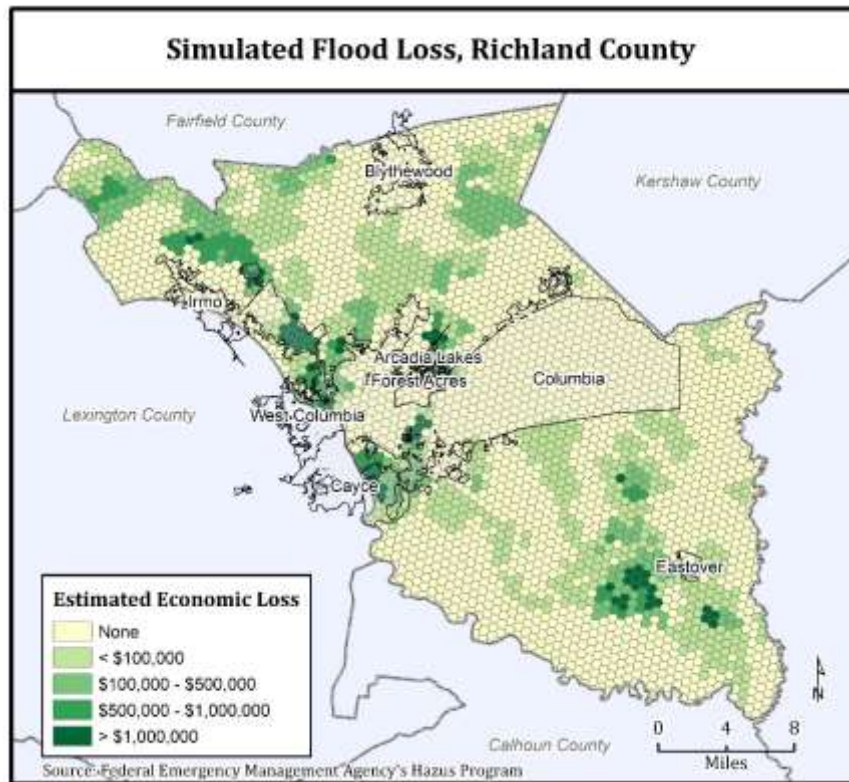 Simulated Flood Loss, Richland County
Fairfield County
Blythewood
Kershaw County
Irmo
Arcadia Lakes
Forest Acres
Columbia
Lexington County
West Columbia
Cayce
Eastover
Estimated Economic Loss
None
< $100,000
$100,000 - $500,000
$500,000 - $1,000,000
> $1,000,000
N
0 4 8
Miles
Calhoun County
Source: Federal Emergency Management Agency's Hazus Program